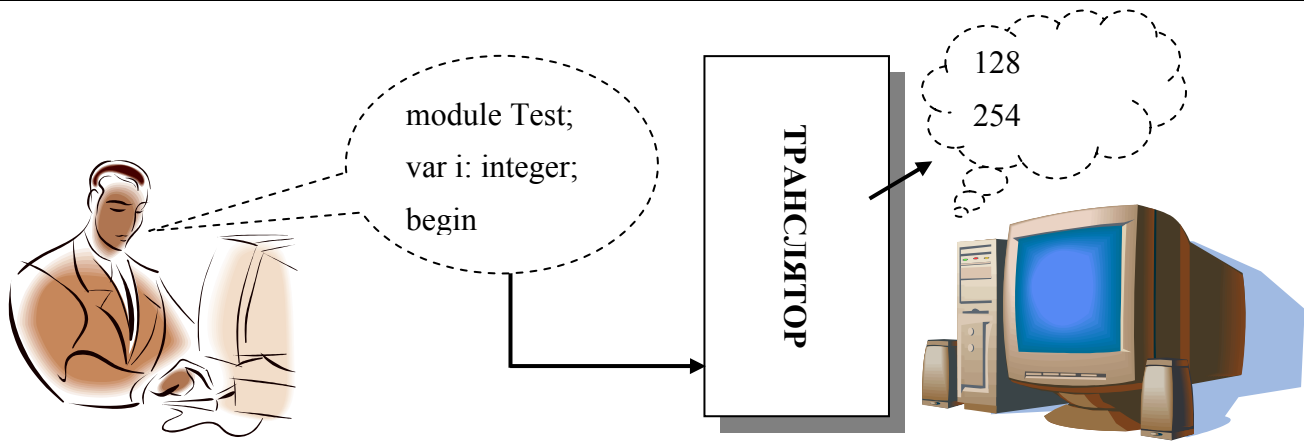 module Test;
var i: integer;
begin
ТРАНСЛЯТОР
128
254